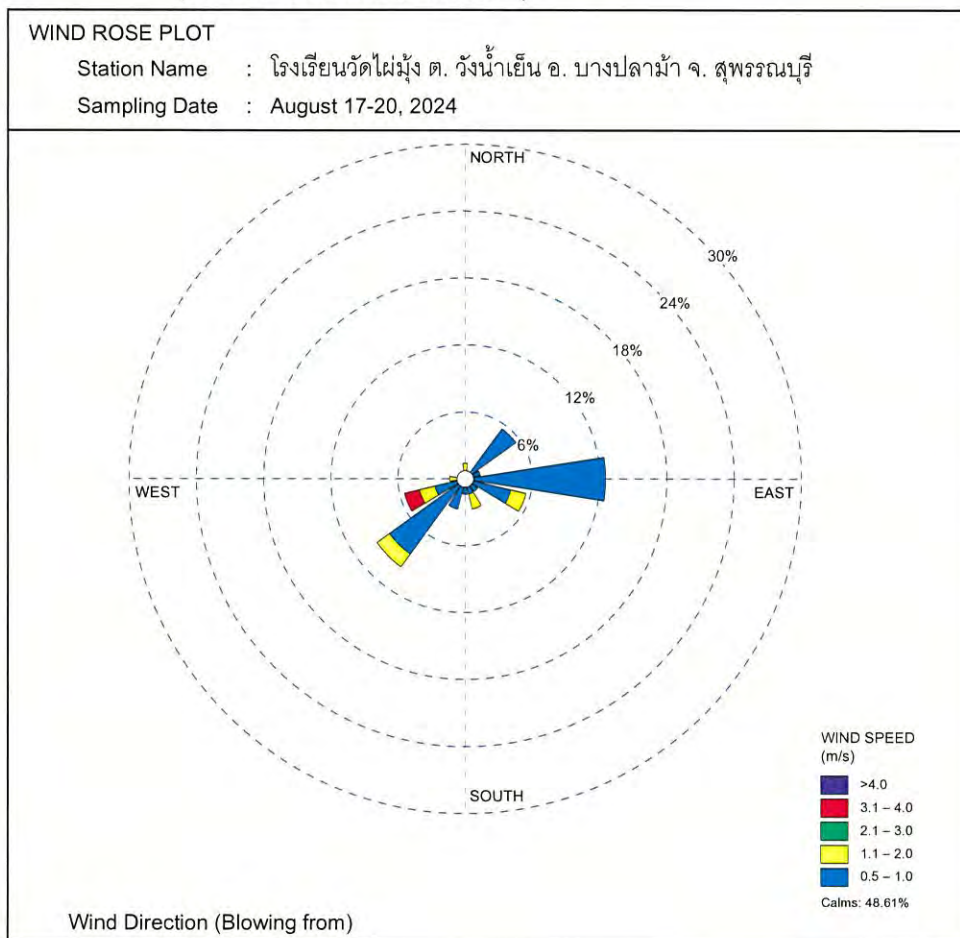 WIND ROSE PLOT
Station Name : โรงเรียนวัดไผ่มุ้ง ต. วังน้ำเย็น อ. บางปลาม้า จ. สุพรรณบุรี
Sampling Date : August 17-20, 2024
NORTH
30%
24%
18%
12%
6%
WEST
EAST
SOUTH
WIND SPEED
(m/s)
>4.0
3.1 – 4.0
2.1 – 3.0
1.1 – 2.0
0.5 – 1.0
Calms: 48.61%
Wind Direction (Blowing from)